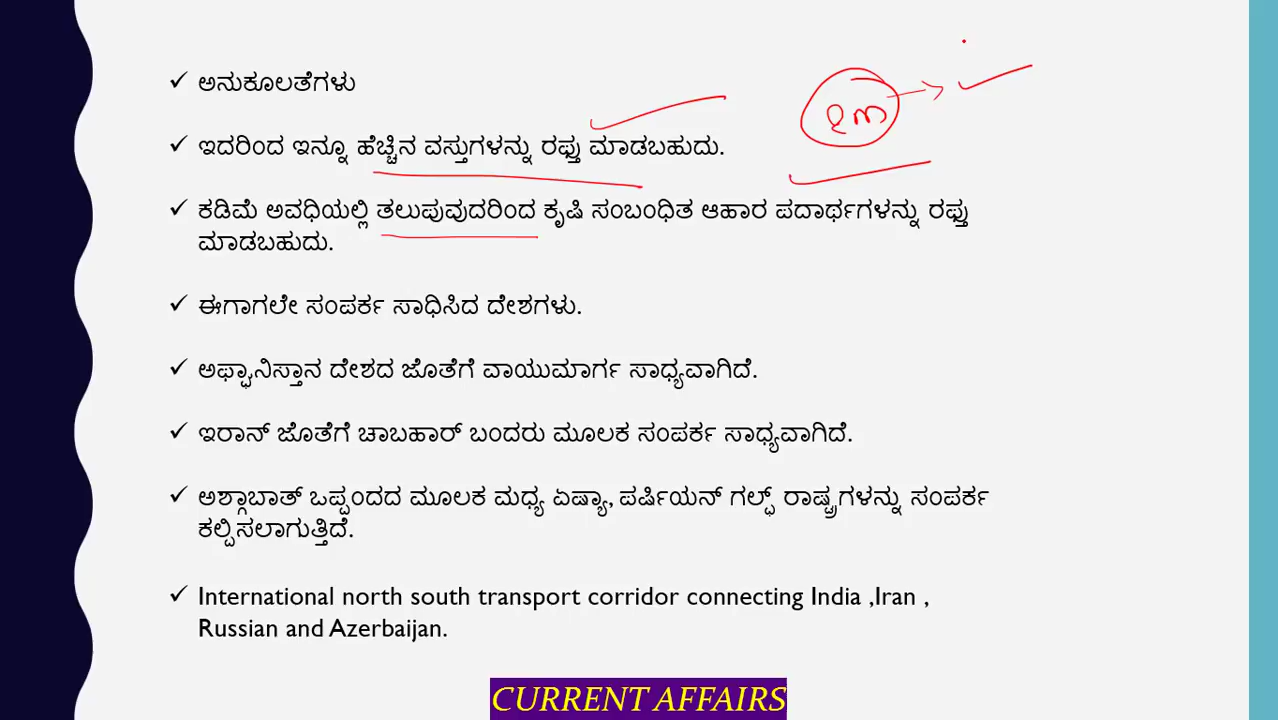 ಅನುಕೂಲತೆಗಳು
ಇದರಿಂದ ಇನ್ನೂ ಹೆಚ್ಚಿನ ವಸ್ತುಗಳನ್ನು ರಫ್ತು ಮಾಡಬಹುದು.
ಕಡಿಮೆ ಅವಧಿಯಲ್ಲಿ ತಲುಪುವುದರಿಂದ ಕೃಷಿ ಸಂಬಂಧಿತ ಆಹಾರ ಪದಾರ್ಥಗಳನ್ನು ರಫ್ತು
ಮಾಡಬಹುದು.
ಈಗಾಗಲೇ ಸಂಪರ್ಕ ಸಾಧಿಸಿದ ದೇಶಗಳು.
ಅಫ್ಘಾನಿಸ್ತಾನ ದೇಶದ ಜೊತೆಗೆ ವಾಯುಮಾರ್ಗ ಸಾಧ್ಯವಾಗಿದೆ.
ಇರಾನ್ ಜೊತೆಗೆ ಚಾಬಹಾರ್ ಬಂದರು ಮೂಲಕ ಸಂಪರ್ಕ ಸಾಧ್ಯವಾಗಿದೆ.
ಅಶ್ಗಾಬಾತ್ ಒಪ್ಪಂದದ ಮೂಲಕ ಮಧ್ಯ ಏಷ್ಯಾ, ಪರ್ಷಿಯನ್ ಗಲ್ಫ್ ರಾಷ್ಟ್ರಗಳನ್ನು ಸಂಪರ್ಕ
ಕಲ್ಪಿಸಲಾಗುತ್ತಿದೆ.
International north south transport corridor connecting India ,Iran ,
Russian and Azerbaijan.
CURRENT AFFAIRS